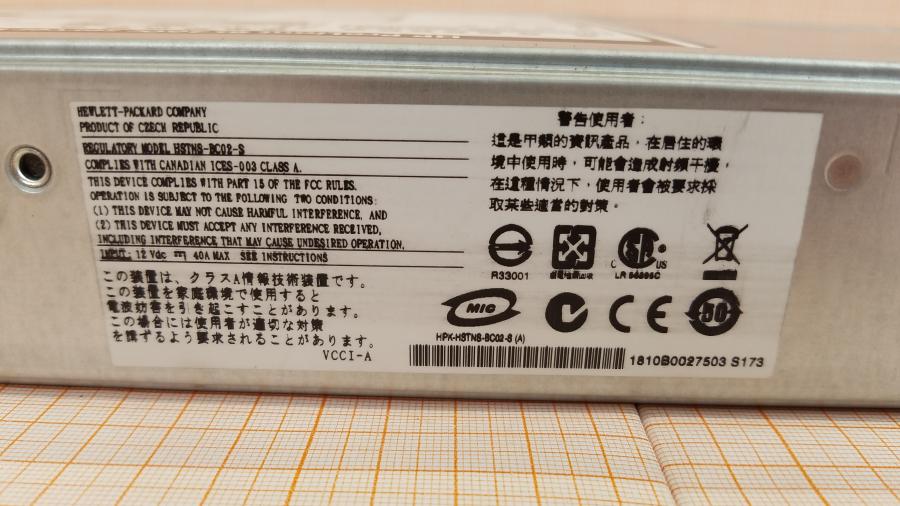 HEWLETT-PACKARD COMPANY
PRODUCT OF CZECH REPUBLIC
REGULATORY MODEL HSTNS-BC02-S
COMPLIES WITH CANADIAN ICES-003 CLASS A.
THIS DEVICE COMPLIES WITH PART 15 OF THE FCC RULES.
OPERATION IS SUBJECT TO THE FOLLOWING TWO CONDITIONS:
(1) THIS DEVICE MAY NOT CAUSE HARMFUL INTERFERENCE, AND
(2) THIS DEVICE MUST ACCEPT ANY INTERFERENCE RECEIVED,
INCLUDING INTERFERENCE THAT MAY CAUSE UNDESIRED OPERATION.
INPUT: 12 Vdc 40A MAX SEE INSTRUCTIONS
この装置は、クラスA情報技術装置です。
この装置を家庭環境で使用すると
電波妨害を引き起こすことがあります。
この場合には使用者が適切な対策
を講ずるよう要求されることがあります。
VCCI-A
警告使用者：
這是甲類的資訊產品，在居住的環
境中使用時，可能會造成射頻干擾，
在這種情況下，使用者會被要求採
取某些適當的對策。
R33001
US
MIC
CE
50
HPK-HSTNS-BC02-S (A)
1810B0027503 S173